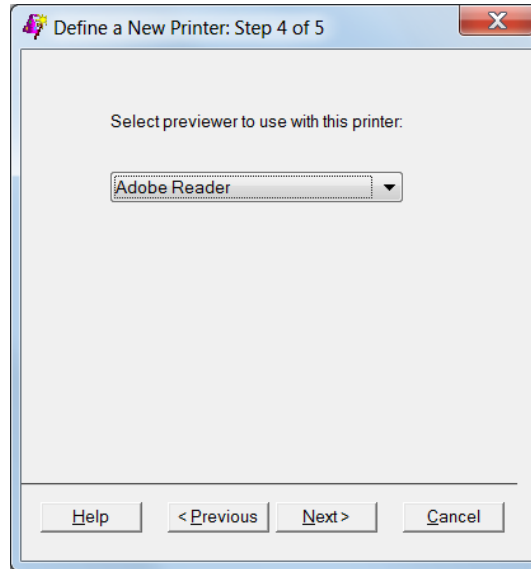 Define a New Printer: Step 4 of 5
Select previewer to use with this printer:
Adobe Reader
Help < Previous Next > Cancel